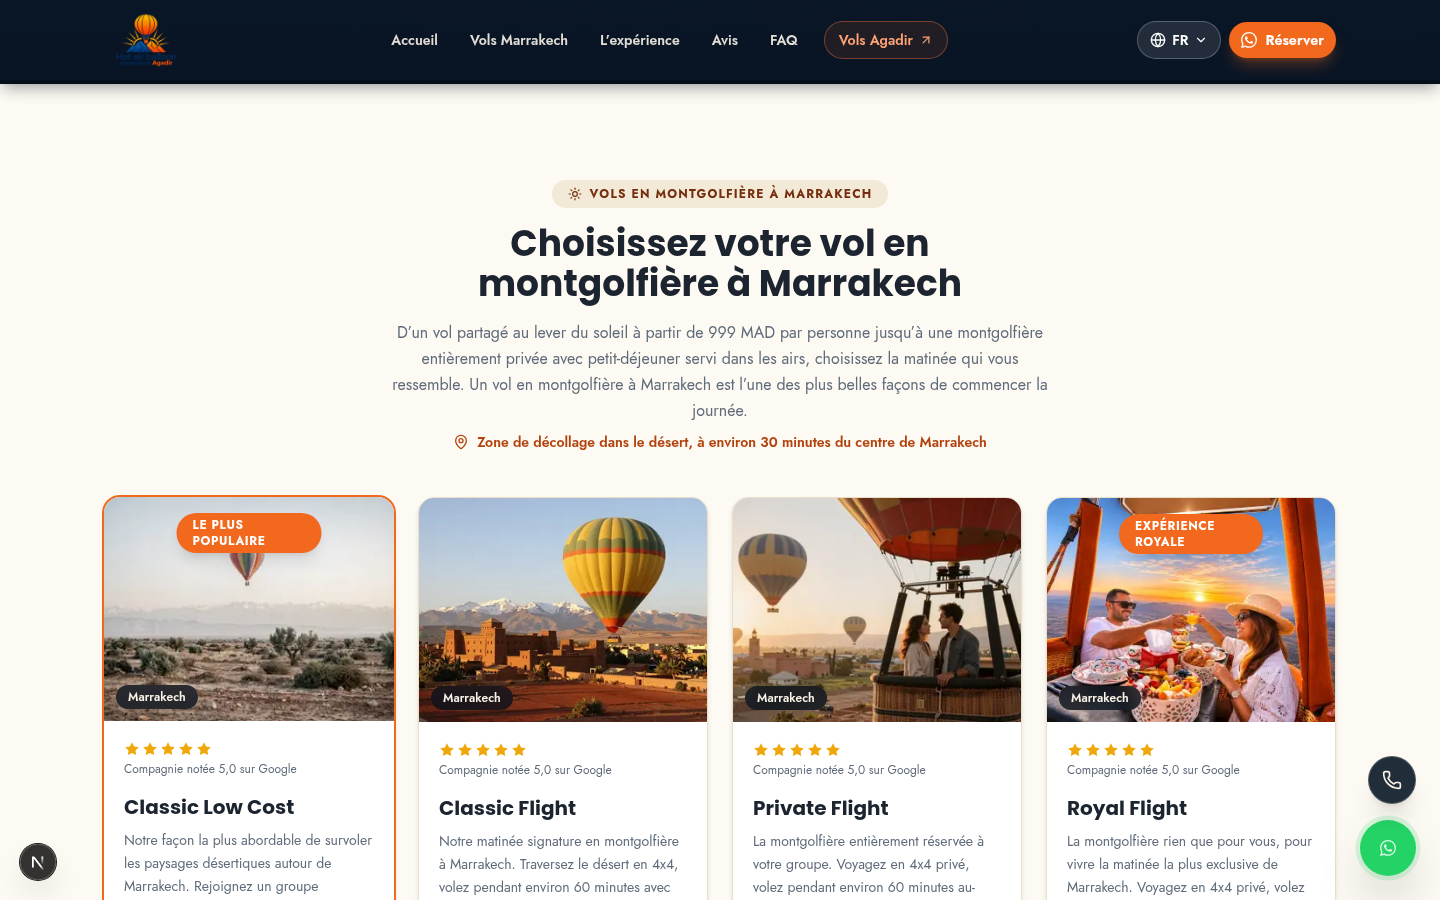 Agadir
Accueil
Vols Marrakech
L'expérience
Avis
FAQ
Vols Agadir
FR
Réserver
VOLS EN MONTGOLFIÈRE À MARRAKECH
Choisissez votre vol en
montgolfière à Marrakech
D'un vol partagé au lever du soleil à partir de 999 MAD par personne jusqu'à une montgolfière
entièrement privée avec petit-déjeuner servi dans les airs, choisissez la matinée qui vous
ressemble. Un vol en montgolfière à Marrakech est l'une des plus belles façons de commencer la
journée.
Zone de décollage dans le désert, à environ 30 minutes du centre de Marrakech
LE PLUS
POPULAIRE
Marrakech
Compagnie notée 5,0 sur Google
Classic Low Cost
Notre façon la plus abordable de survoler
les paysages désertiques autour de
Marrakech. Rejoignez un groupe
Marrakech
Compagnie notée 5,0 sur Google
Classic Flight
Notre matinée signature en montgolfière
à Marrakech. Traversez le désert en 4x4,
volez pendant environ 60 minutes avec
Marrakech
Compagnie notée 5,0 sur Google
Private Flight
La montgolfière entièrement réservée à
votre groupe. Voyagez en 4x4 privé,
volez pendant environ 60 minutes au-
EXPÉRIENCE
ROYALE
Marrakech
Compagnie notée 5,0 sur Google
Royal Flight
La montgolfière rien que pour vous, pour
vivre la matinée la plus exclusive de
Marrakech. Voyagez en 4x4 privé, volez
N